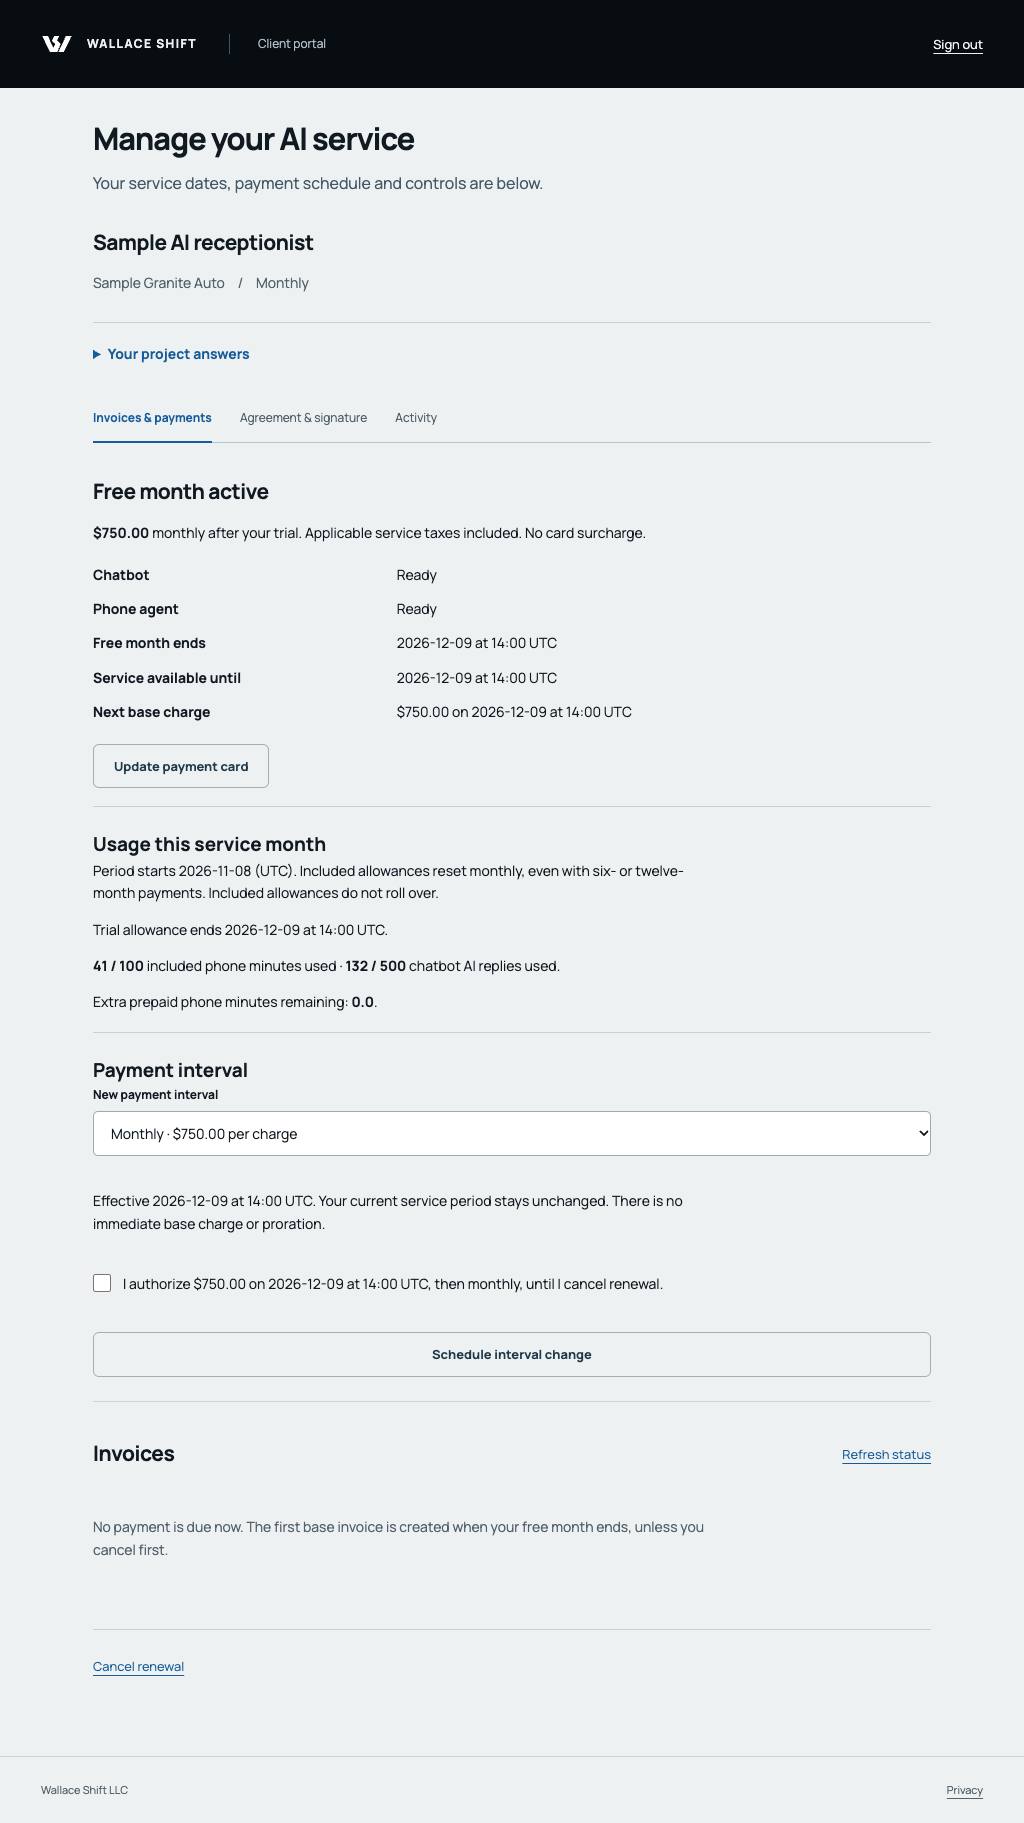 WALLACE SHIFT
Client portal
Sign out
Manage your AI service
Your service dates, payment schedule and controls are below.
Sample AI receptionist
Sample Granite Auto / Monthly
Your project answers
Invoices & payments
Agreement & signature
Activity
Free month active
$750.00 monthly after your trial. Applicable service taxes included. No card surcharge.
Chatbot Ready
Phone agent Ready
Free month ends 2026-12-09 at 14:00 UTC
Service available until 2026-12-09 at 14:00 UTC
Next base charge $750.00 on 2026-12-09 at 14:00 UTC
Update payment card
Usage this service month
Period starts 2026-11-08 (UTC). Included allowances reset monthly, even with six- or twelve-
month payments. Included allowances do not roll over.
Trial allowance ends 2026-12-09 at 14:00 UTC.
41 / 100 included phone minutes used · 132 / 500 chatbot AI replies used.
Extra prepaid phone minutes remaining: 0.0.
Payment interval
New payment interval
Monthly · $750.00 per charge
Effective 2026-12-09 at 14:00 UTC. Your current service period stays unchanged. There is no
immediate base charge or proration.
I authorize $750.00 on 2026-12-09 at 14:00 UTC, then monthly, until I cancel renewal.
Schedule interval change
Invoices
Refresh status
No payment is due now. The first base invoice is created when your free month ends, unless you
cancel first.
Cancel renewal
Wallace Shift LLC
Privacy